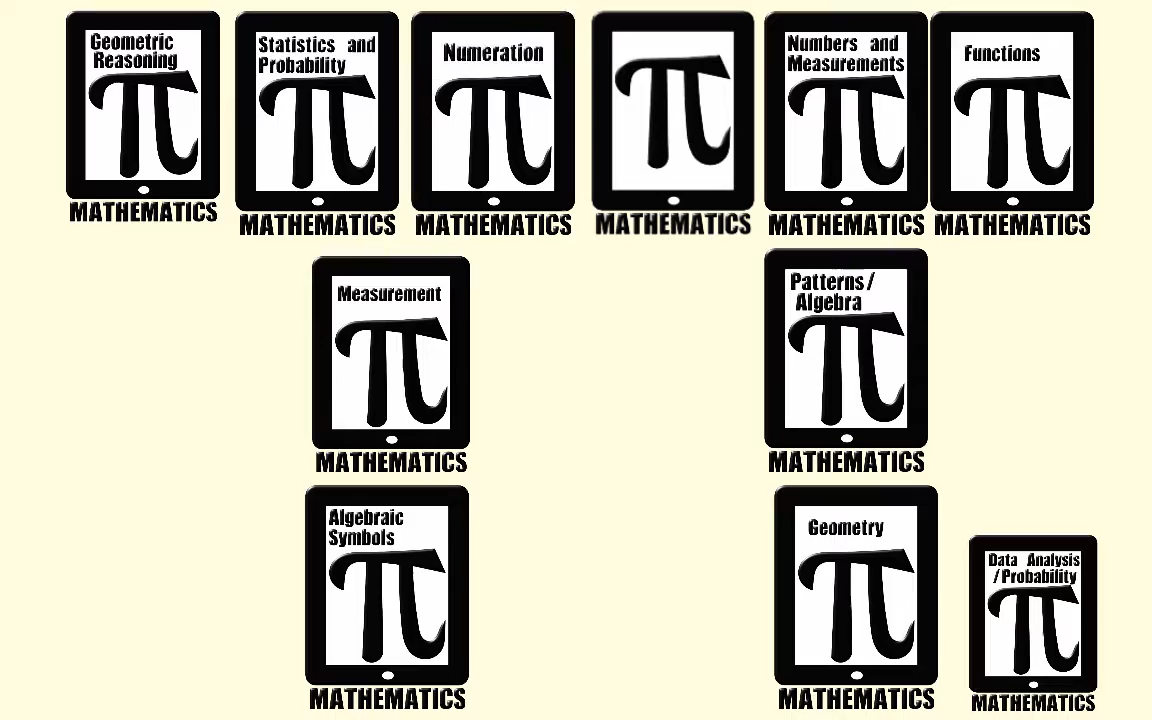 Geometric
Reasoning
π
MATHEMATICS
Statistics and
Probability
π
MATHEMATICS
Numeration
π
MATHEMATICS
π
MATHEMATICS
Numbers and
Measurements
π
MATHEMATICS
Functions
π
MATHEMATICS
Measurement
π
MATHEMATICS
Patterns/
Algebra
π
MATHEMATICS
Algebraic
Symbols
π
MATHEMATICS
Geometry
π
MATHEMATICS
Data Analysis
/Probability
π
MATHEMATICS